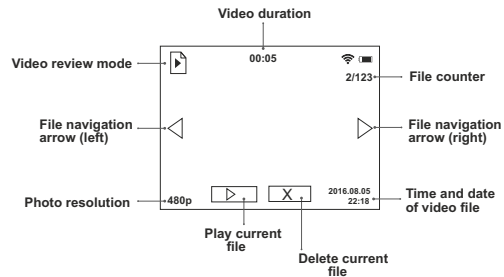 Video duration
Video review mode
00:05
2/123
File counter
File navigation
arrow (left)
File navigation
arrow (right)
Photo resolution
480p
X
2016.08.05
22:18
Time and date
of video file
Play current
file
Delete current
file